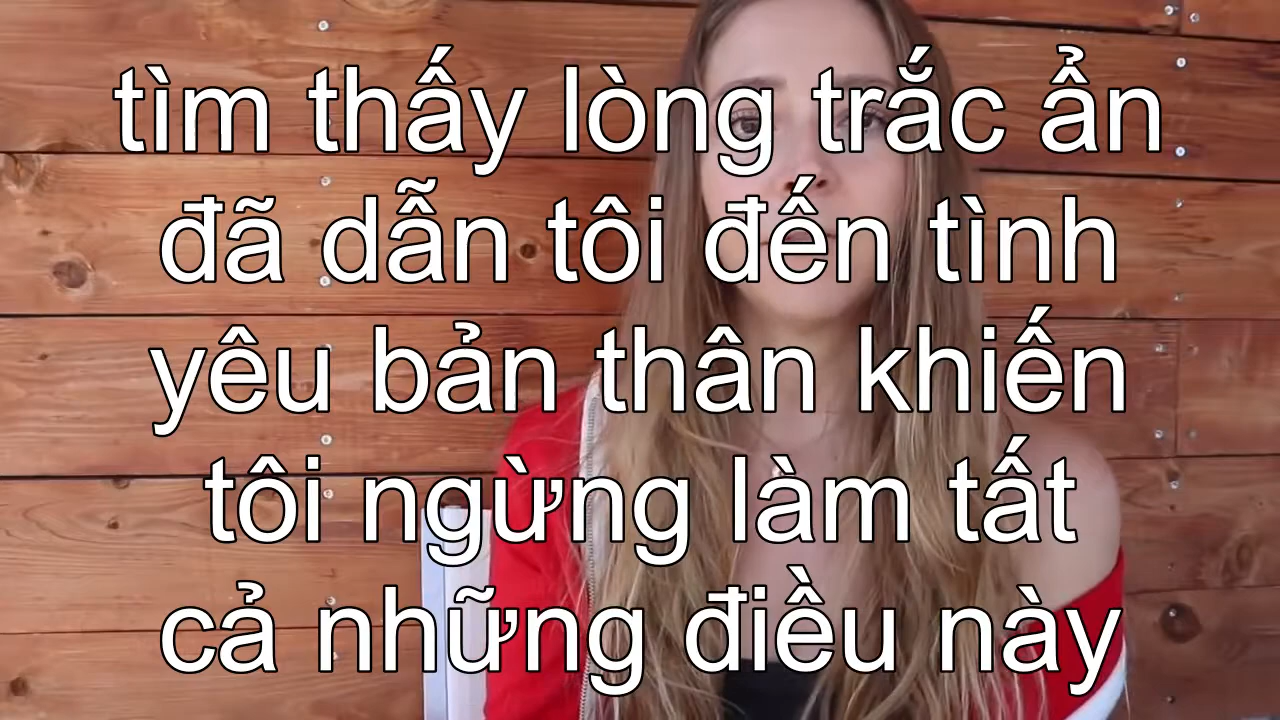 tìm thấy lòng trắc ẩn
đã dẫn tôi đến tình
yêu bản thân khiến
tôi ngừng làm tất
cả những điều này